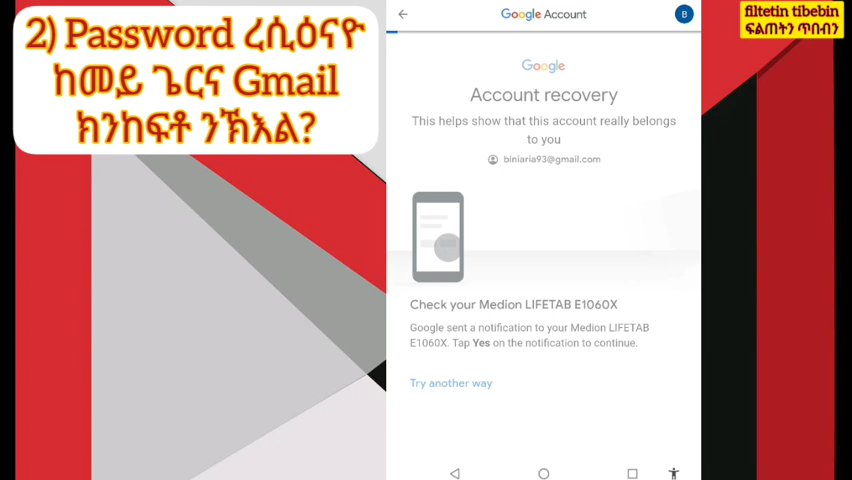 2) Password ረሲዕናዮ
ከመይ ጌርና Gmail
ክንከፍቶ ንኽእል?
Google Account
B
filtetin tibebin
ፍልጠትን ጥበብን
Google
Account recovery
This helps show that this account really belongs
to you
biniaria93@gmail.com
Check your Medion LIFETAB E1060X
Google sent a notification to your Medion LIFETAB
E1060X. Tap Yes on the notification to continue.
Try another way